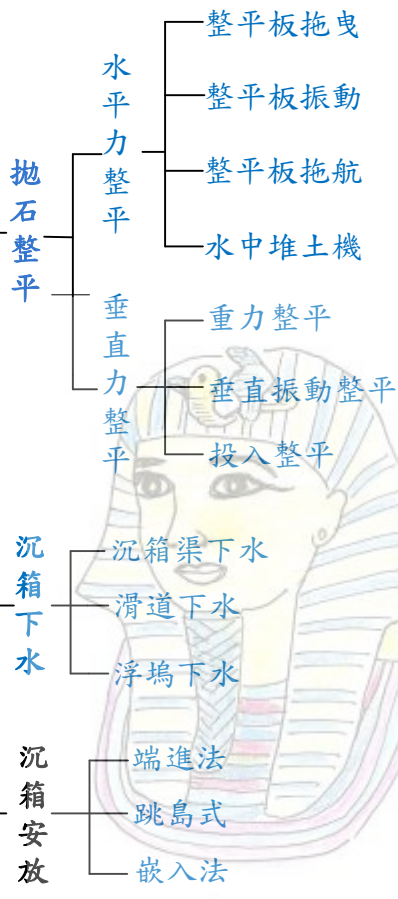 拋石整平
水平力整平
整平板拖曳
整平板振動
整平板拖航
水中堆土機
垂直力整平
重力整平
垂直振動整平
投入整平
沉箱下水
沉箱渠下水
滑道下水
浮塢下水
沉箱安放
端進法
跳島式
嵌入法